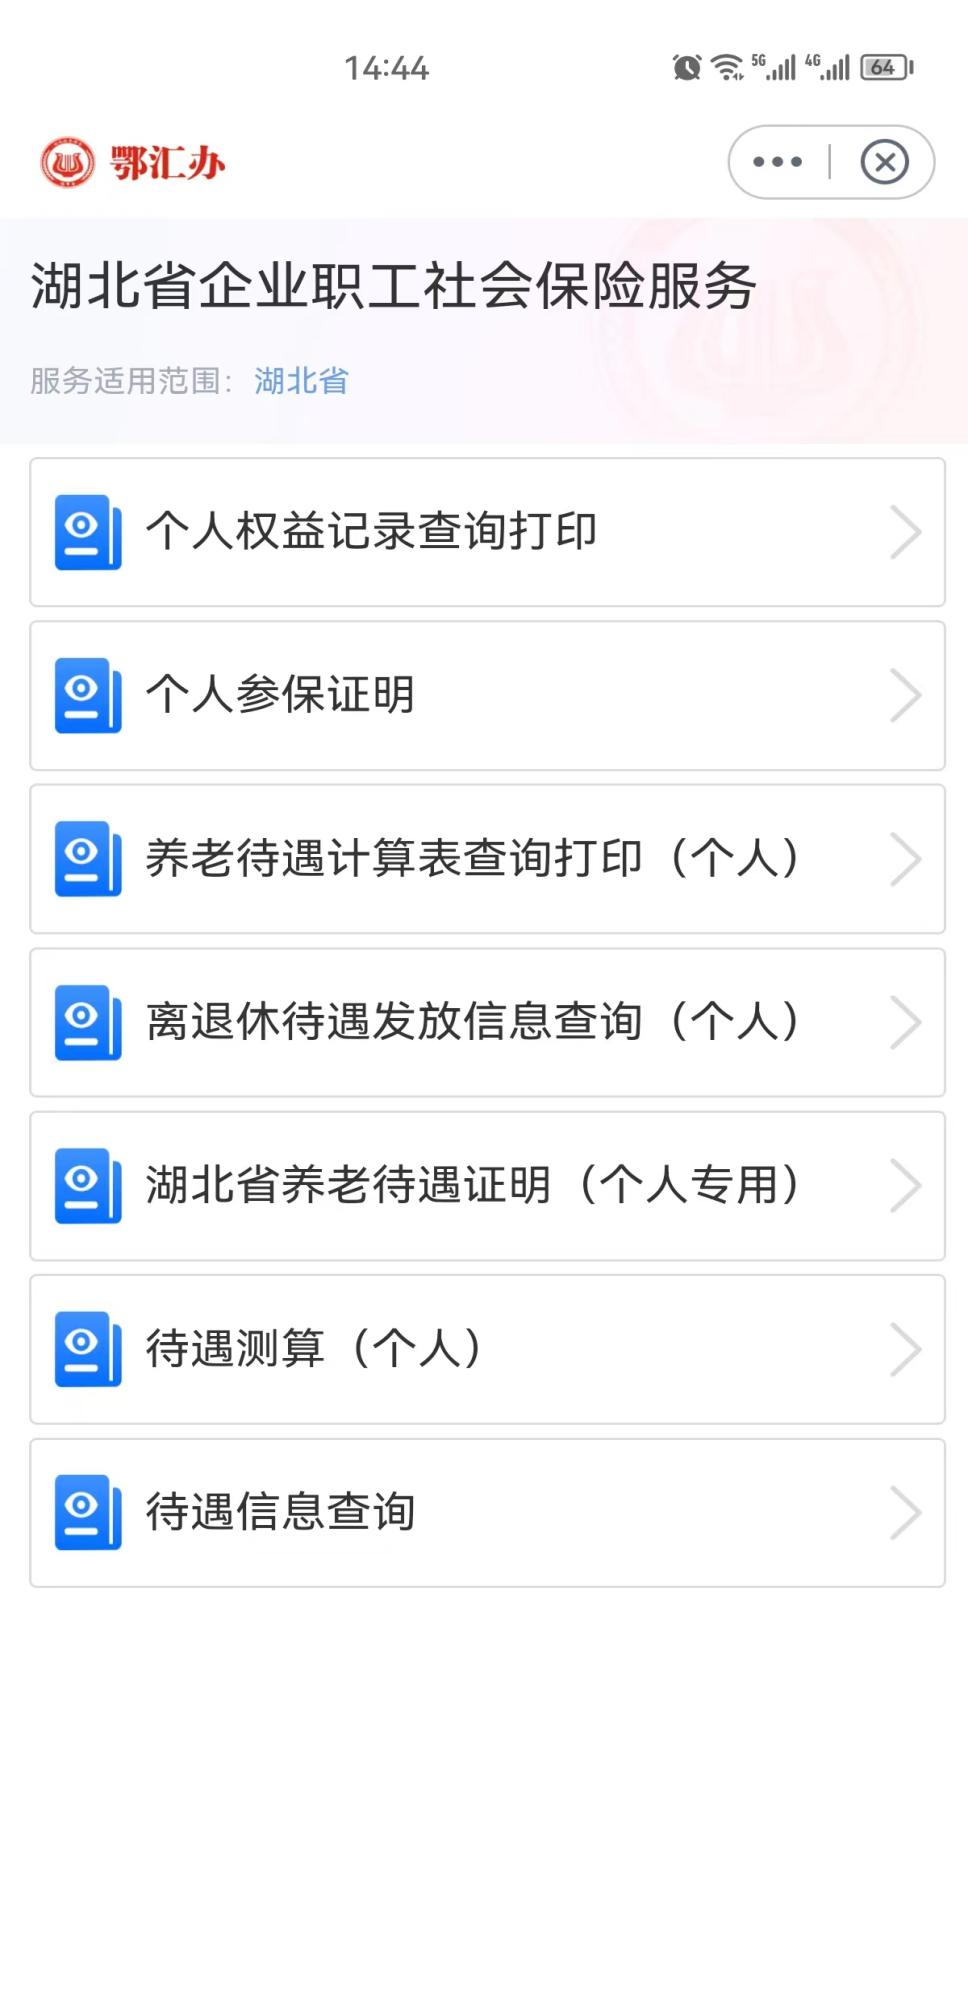 14:44
5G
4G
64
鄂汇办
湖北省企业职工社会保险服务
服务适用范围：湖北省
个人权益记录查询打印
个人参保证明
养老待遇计算表查询打印（个人）
离退休待遇发放信息查询（个人）
湖北省养老待遇证明（个人专用）
待遇测算（个人）
待遇信息查询